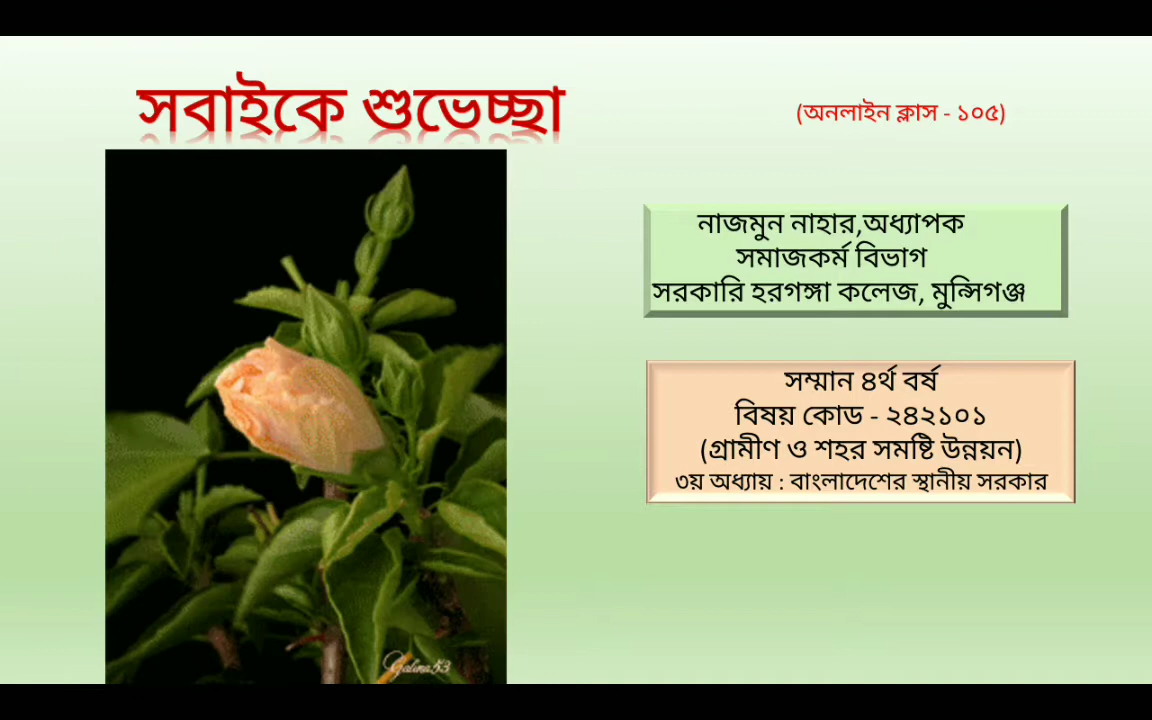 সবাইকে শুভেচ্ছা
(অনলাইন ক্লাস - ১০৫)
নাজমুন নাহার,অধ্যাপক
সমাজকর্ম বিভাগ
সরকারি হরগঙ্গা কলেজ, মুন্সিগঞ্জ
সম্মান ৪র্থ বর্ষ
বিষয় কোড - ২৪২১০১
(গ্রামীণ ও শহর সমষ্টি উন্নয়ন)
৩য় অধ্যায় : বাংলাদেশের স্থানীয় সরকার
Galina53